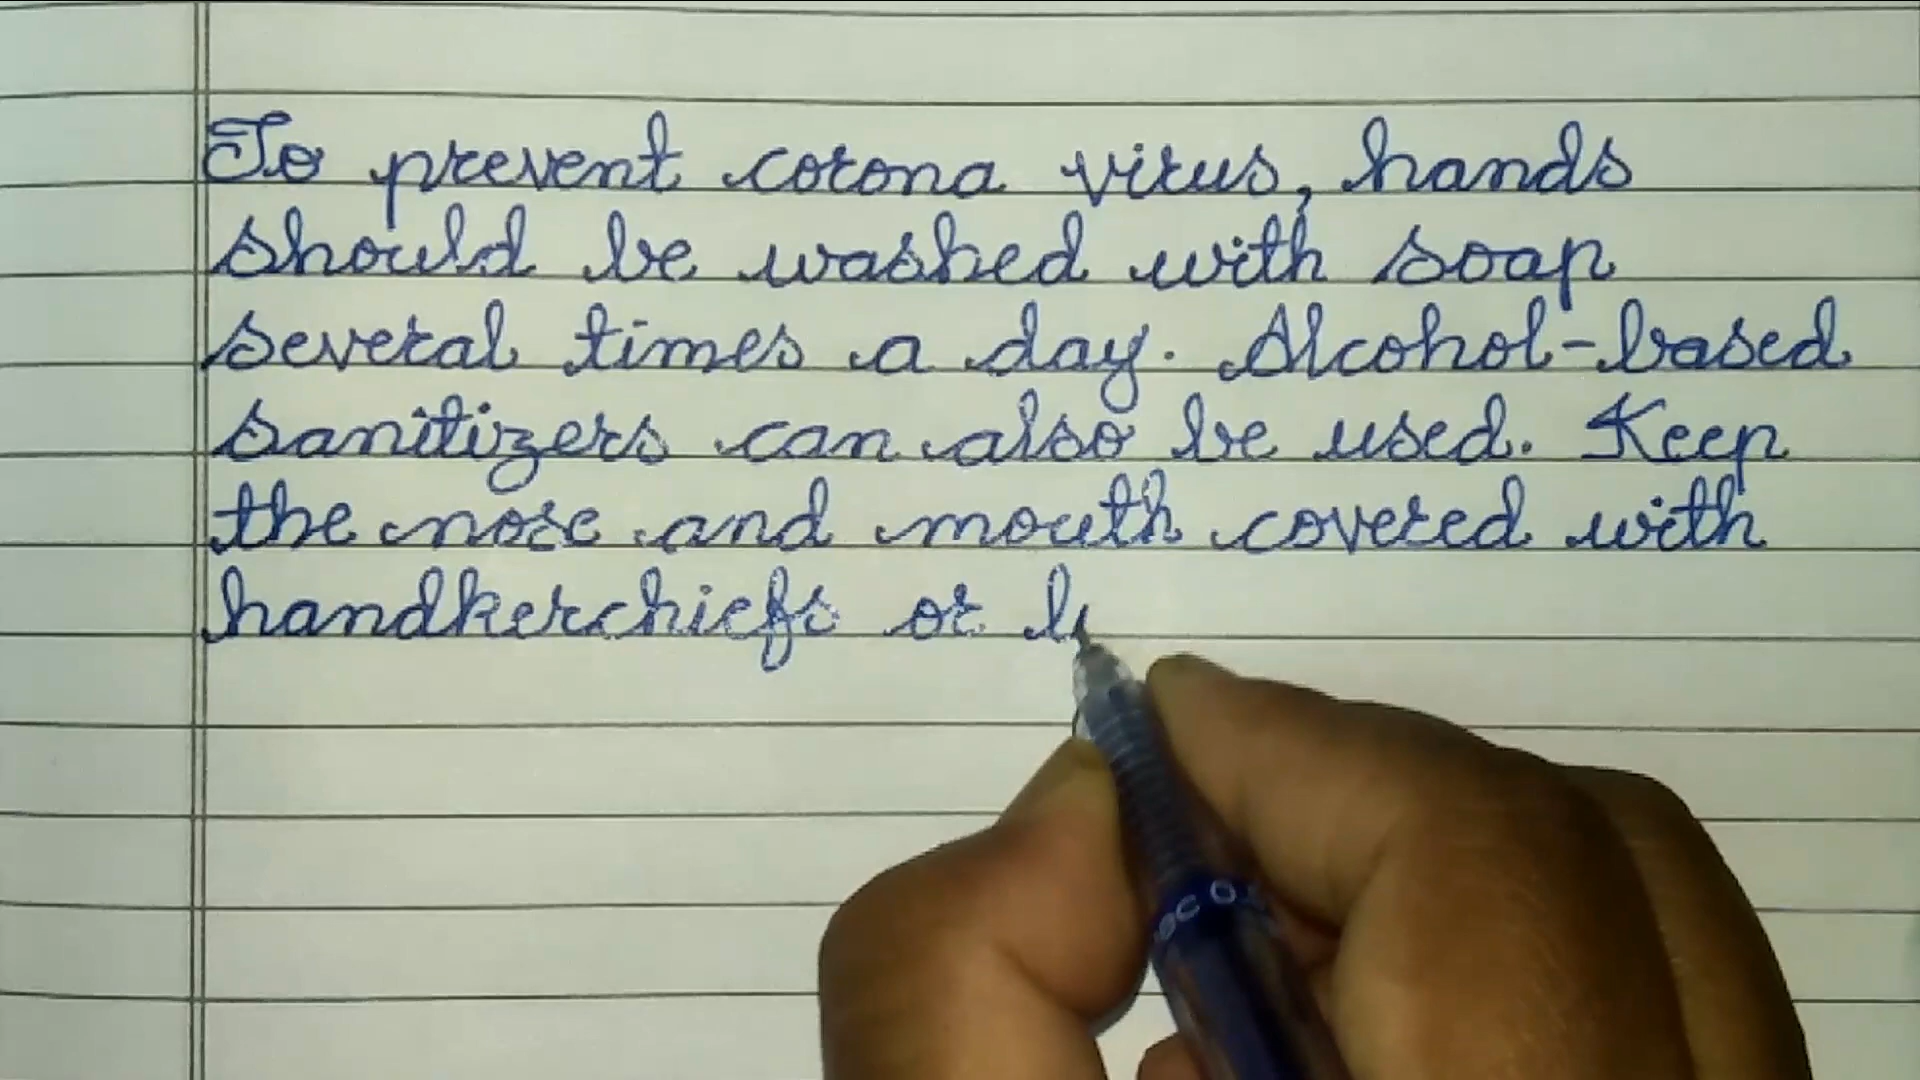 To prevent corona virus, hands
should be washed with soap
several times a day. Alcohol-based
sanitizers can also be used. Keep
the nose and mouth covered with
handkerchiefs or